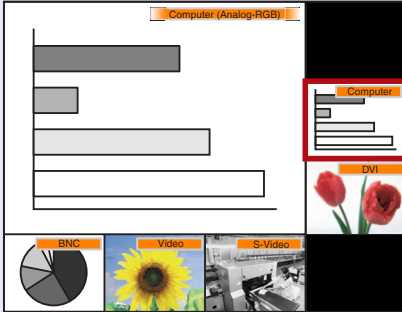 Computer (Analog-RGB)
Computer
DVI
BNC
Video
S-Video